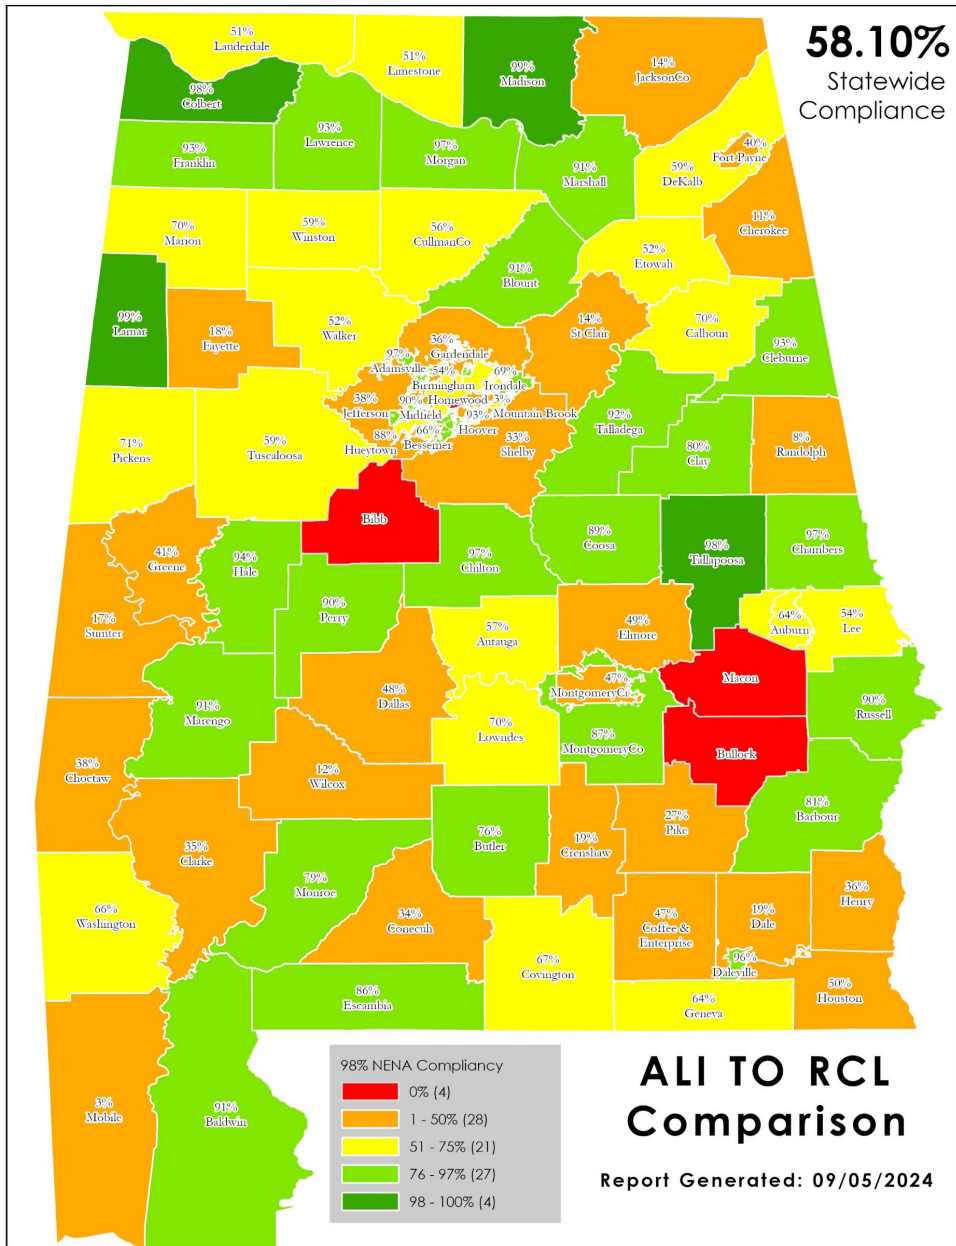 58.10%
Statewide
Compliance
51%
Lauderdale
51%
Limestone
99%
Madison
14%
JacksonCo
98%
Colbert
93%
Lawrence
93%
Franklin
97%
Morgan
91%
Marshall
59%
DeKalb
40%
Fort Payne
11%
Cherokee
70%
Marion
59%
Winston
56%
CullmanCo
52%
Etowah
91%
Blount
99%
Lamar
18%
Fayette
52%
Walker
14%
St Clair
70%
Calhoun
93%
Cleburne
36%
Gardendale
97%
Adamsville
54%
Birmingham
69%
Irondale
38%
Jefferson
90%
Midfield
Homewood
3%
Mountain Brook
93%
Hoover
88%
Hueytown
66%
Bessemer
33%
Shelby
92%
Talladega
80%
Clay
8%
Randolph
71%
Pickens
59%
Tuscaloosa
Bibb
41%
Greene
94%
Hale
97%
Chilton
89%
Coosa
98%
Tallapoosa
97%
Chambers
17%
Sumter
90%
Perry
57%
Autauga
49%
Elmore
64%
Auburn
54%
Lee
91%
Marengo
48%
Dallas
47%
MontgomeryCi
Macon
90%
Russell
38%
Choctaw
12%
Wilcox
70%
Lowndes
87%
MontgomeryCo
Bullock
81%
Barbour
35%
Clarke
79%
Monroe
76%
Butler
19%
Crenshaw
27%
Pike
66%
Washington
34%
Conecuh
67%
Covington
47%
Coffee &
Enterprise
19%
Dale
36%
Henry
96%
Daleville
50%
Houston
86%
Escambia
64%
Geneva
3%
Mobile
91%
Baldwin
98% NENA Compliancy
0% (4)
1 - 50% (28)
51 - 75% (21)
76 - 97% (27)
98 - 100% (4)
ALI TO RCL
Comparison
Report Generated: 09/05/2024